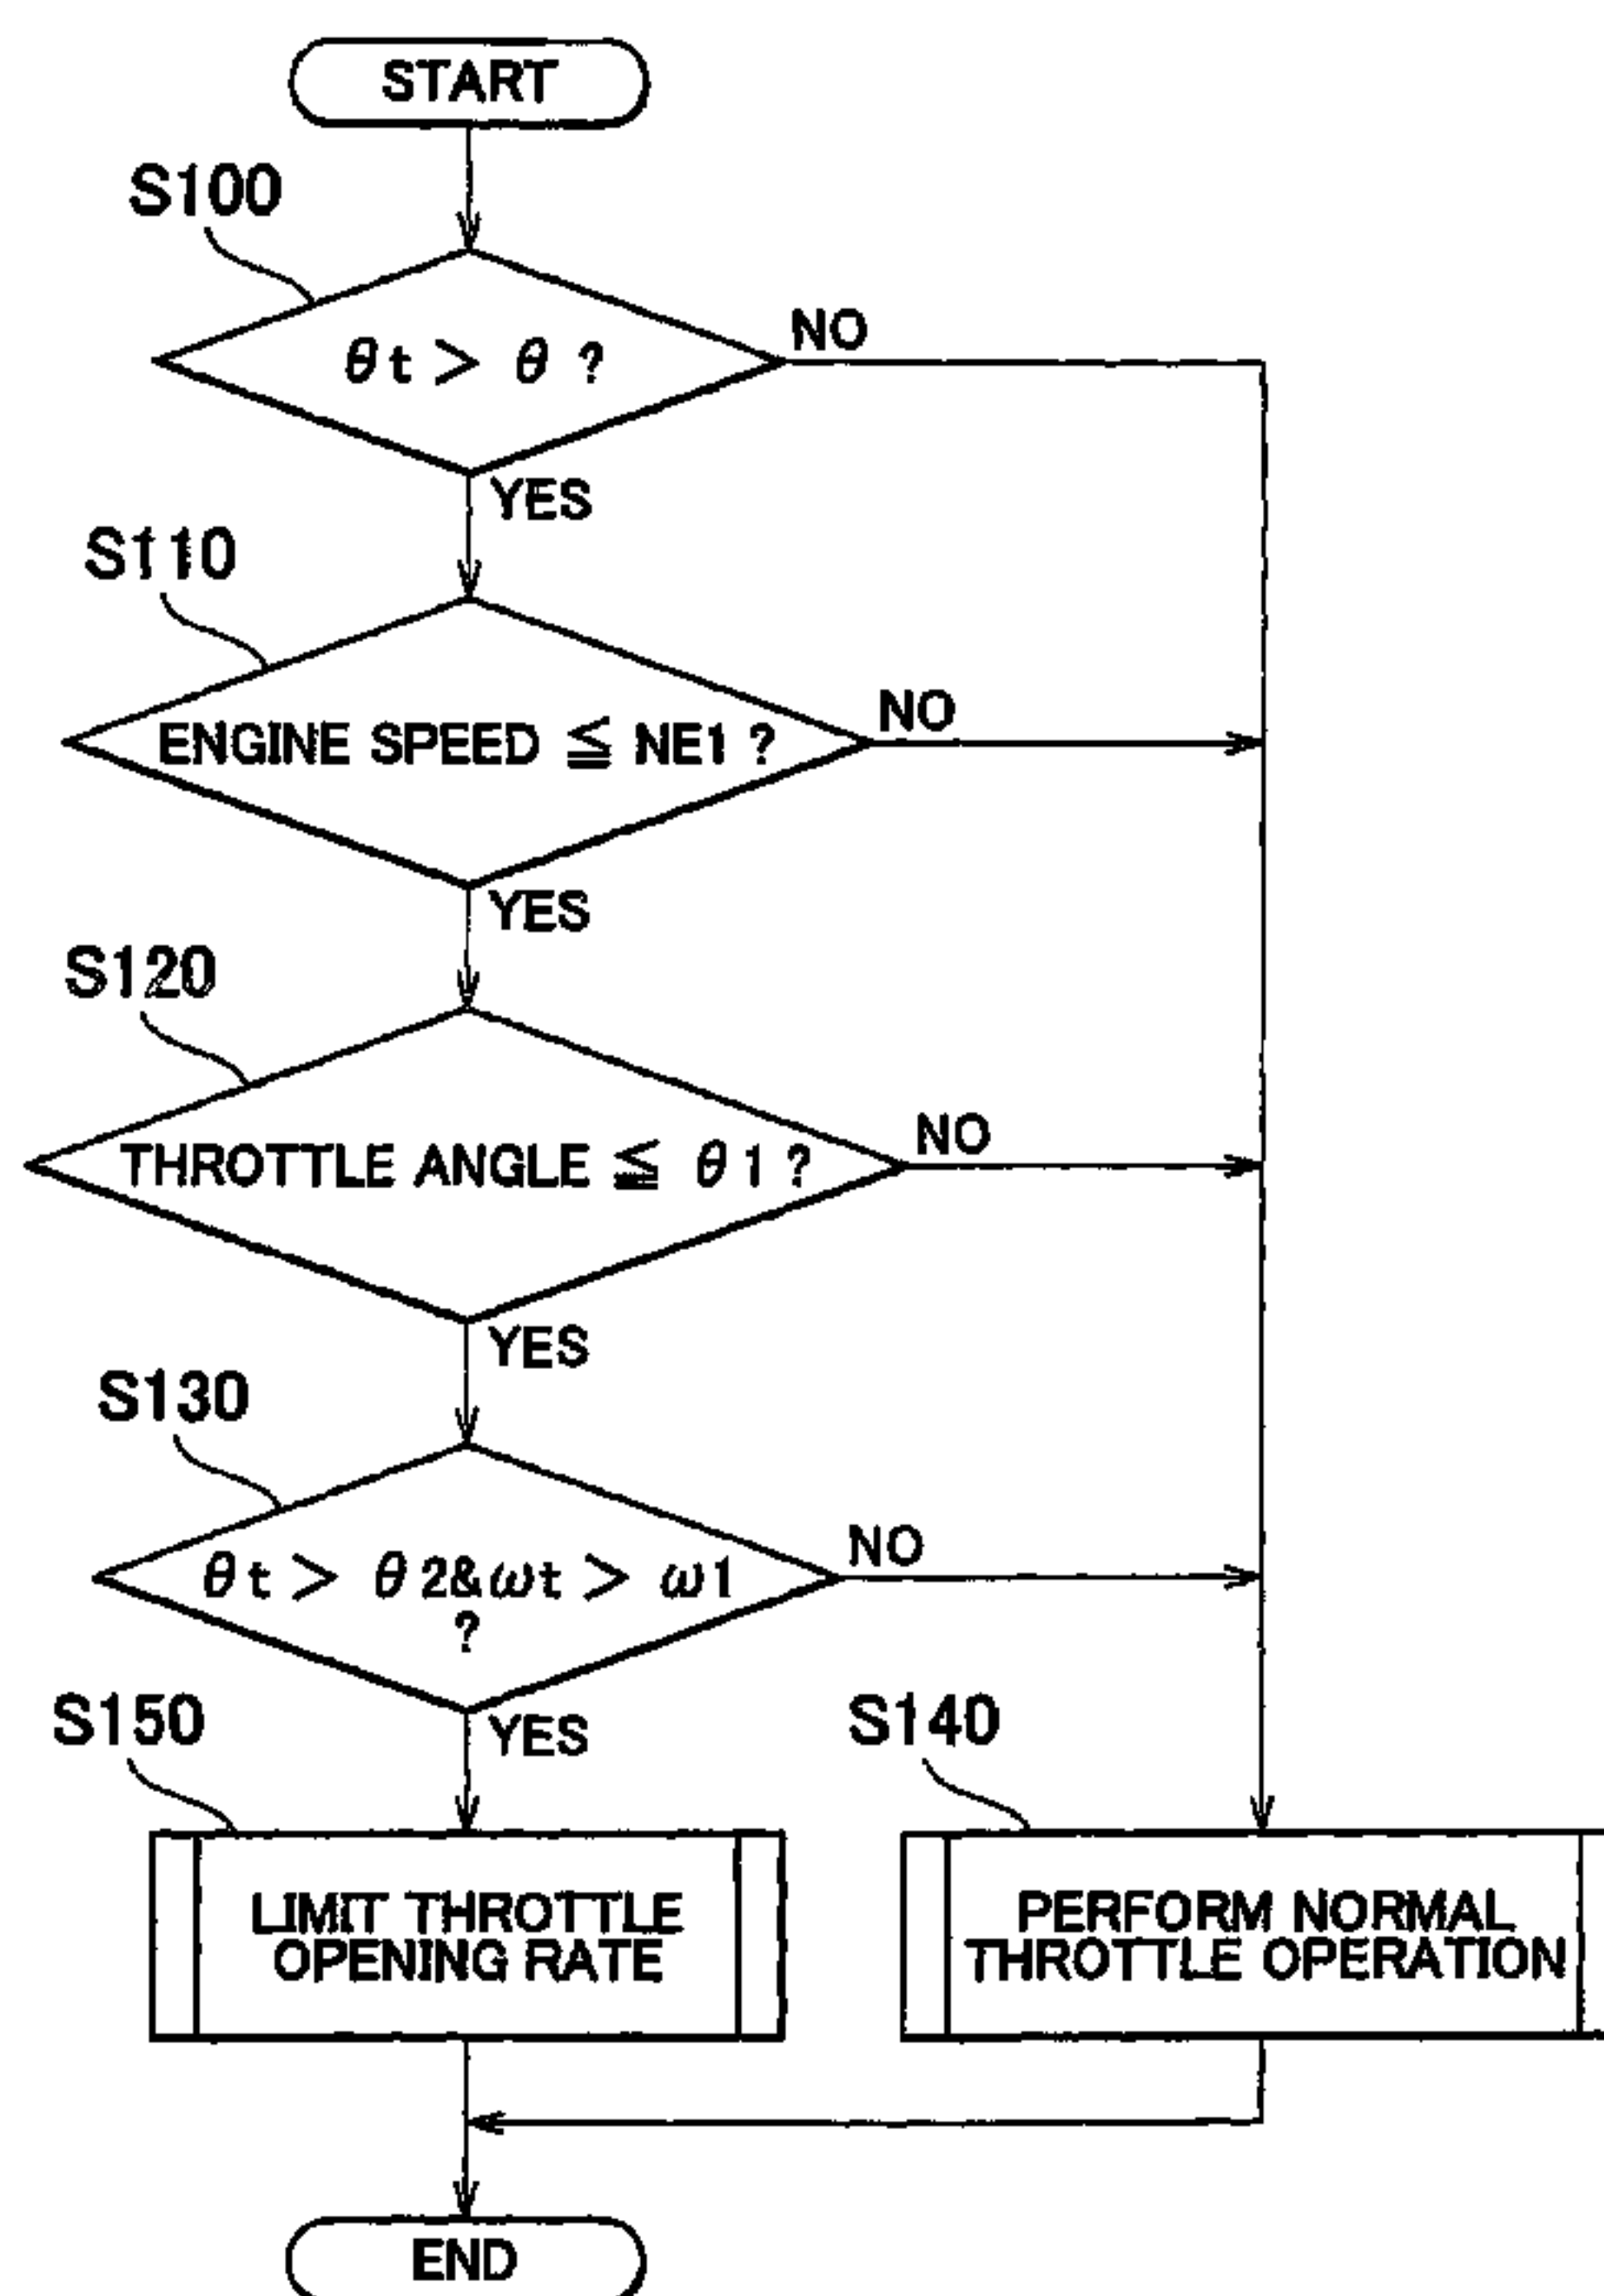 START
S100
θt > θ ?
NO
YES
S110
ENGINE SPEED ≦ NE1 ?
NO
YES
S120
THROTTLE ANGLE ≦ θ1 ?
NO
YES
S130
θt > θ2&ωt > ω1
?
NO
YES
S150
S140
LIMIT THROTTLE
OPENING RATE
PERFORM NORMAL
THROTTLE OPERATION
END